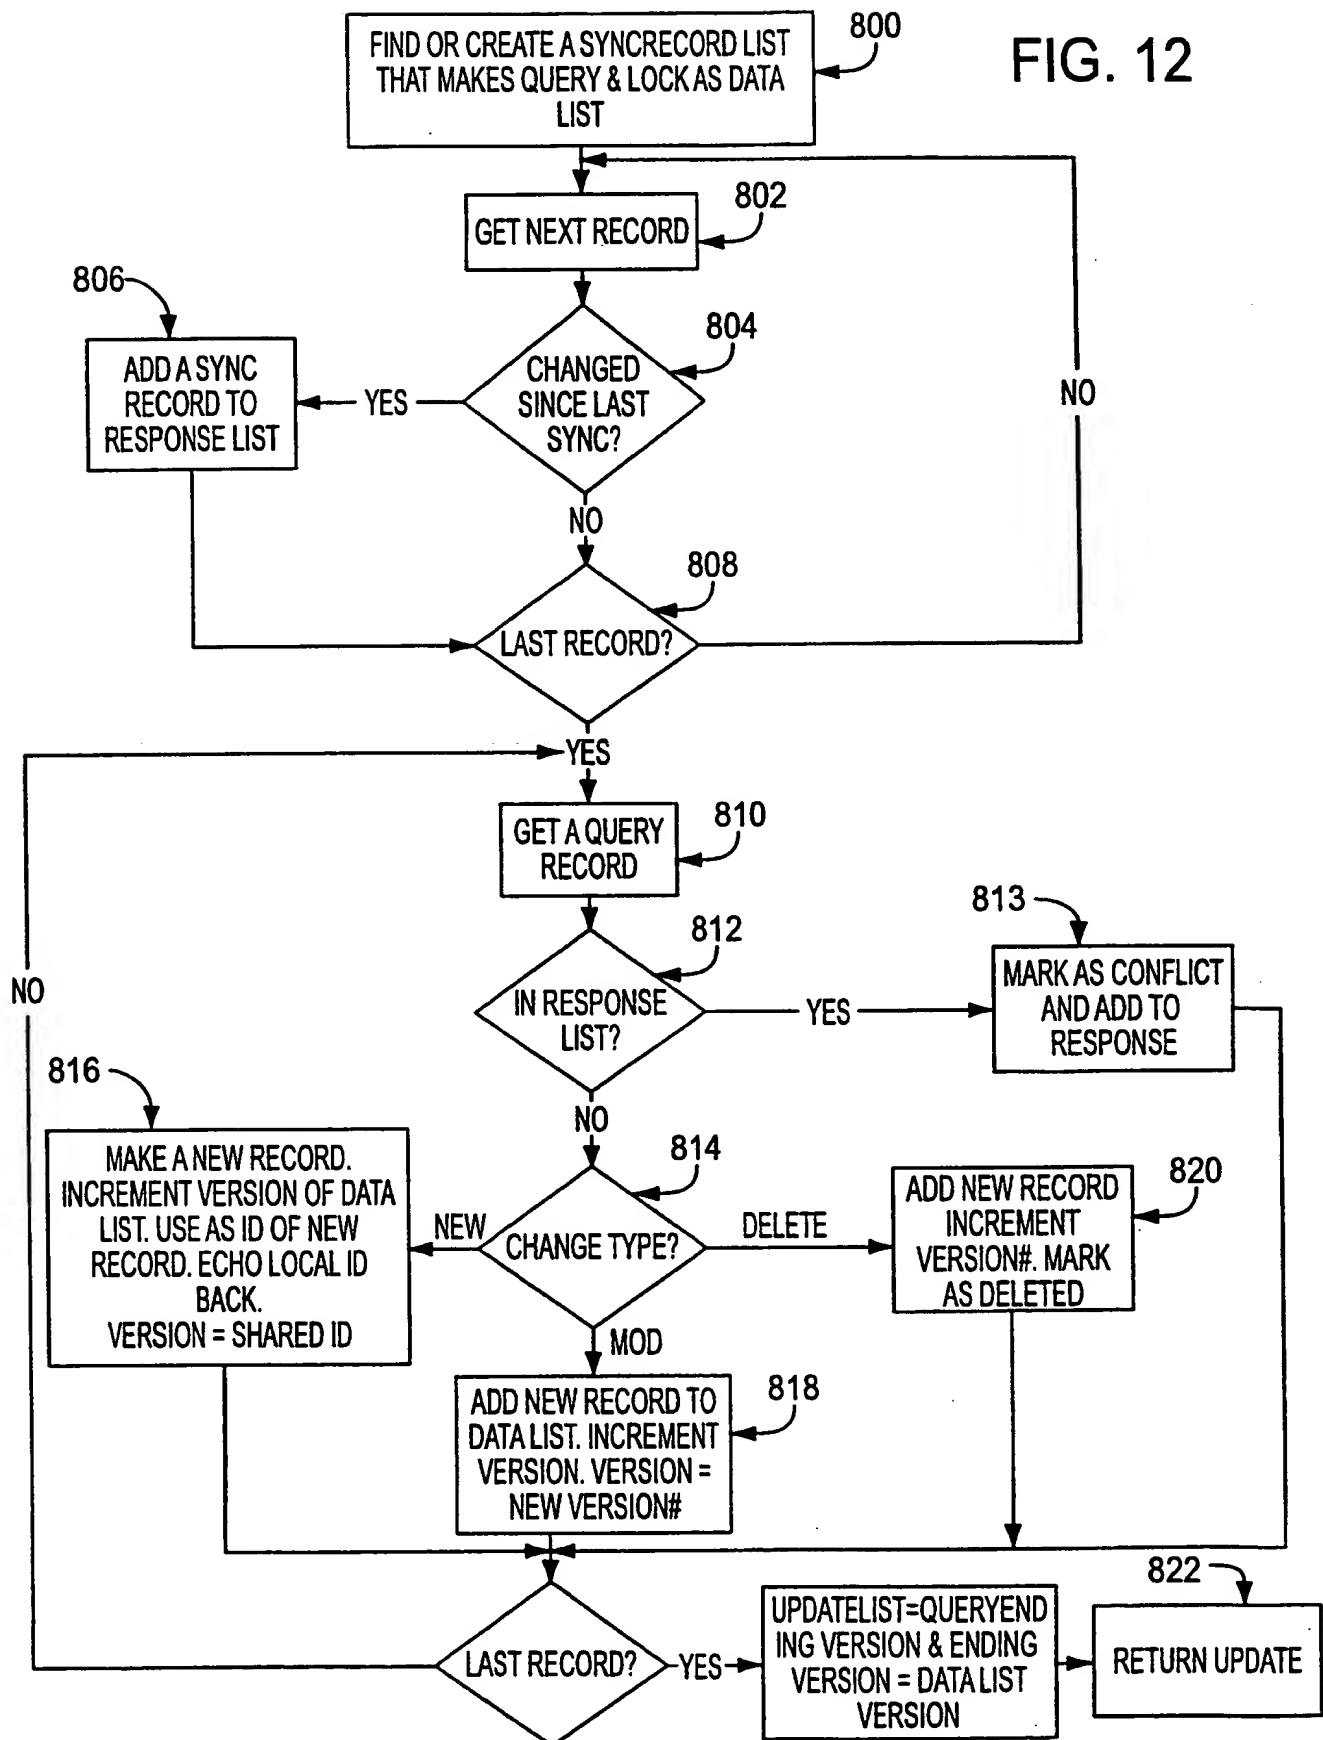 FIG. 12
800
FIND OR CREATE A SYNCRECORD LIST
THAT MAKES QUERY & LOCK AS DATA
LIST
802
GET NEXT RECORD
804
CHANGED
SINCE LAST
SYNC?
YES
806
ADD A SYNC
RECORD TO
RESPONSE LIST
NO
NO
808
LAST RECORD?
YES
810
GET A QUERY
RECORD
812
IN RESPONSE
LIST?
YES
813
MARK AS CONFLICT
AND ADD TO
RESPONSE
NO
NO
814
CHANGE TYPE?
NEW
816
MAKE A NEW RECORD.
INCREMENT VERSION OF DATA
LIST. USE AS ID OF NEW
RECORD. ECHO LOCAL ID
BACK.
VERSION = SHARED ID
DELETE
820
ADD NEW RECORD
INCREMENT
VERSION#. MARK
AS DELETED
MOD
818
ADD NEW RECORD TO
DATA LIST. INCREMENT
VERSION. VERSION =
NEW VERSION#
LAST RECORD?
YES
UPDATELIST=QUERYEND
ING VERSION & ENDING
VERSION = DATA LIST
VERSION
822
RETURN UPDATE